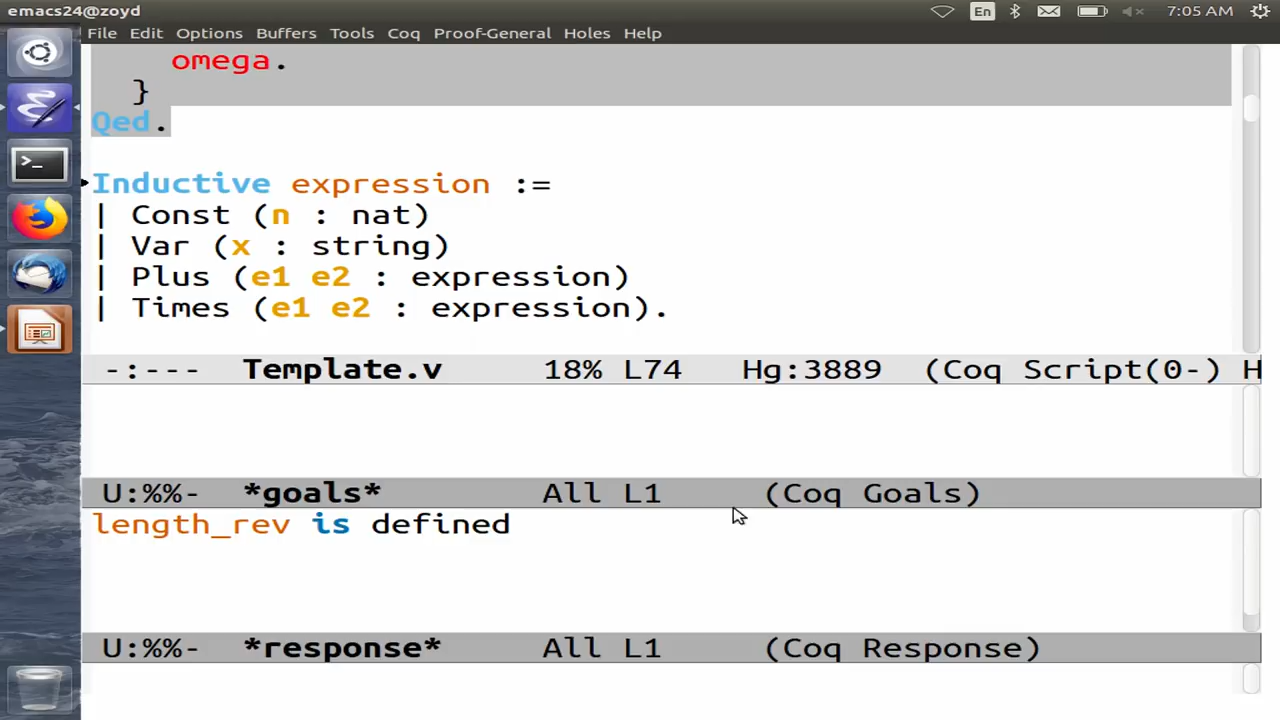 emacs24@zoyd En 7:05 AM
File Edit Options Buffers Tools Coq Proof-General Holes Help
omega.
}
Qed.
Inductive expression :=
| Const (n : nat)
| Var (x : string)
| Plus (e1 e2 : expression)
| Times (e1 e2 : expression).
-:--- Template.v 18% L74 Hg:3889 (Coq Script(0-) H
U:%%- *goals* All L1 (Coq Goals)
length_rev is defined
U:%%- *response* All L1 (Coq Response)